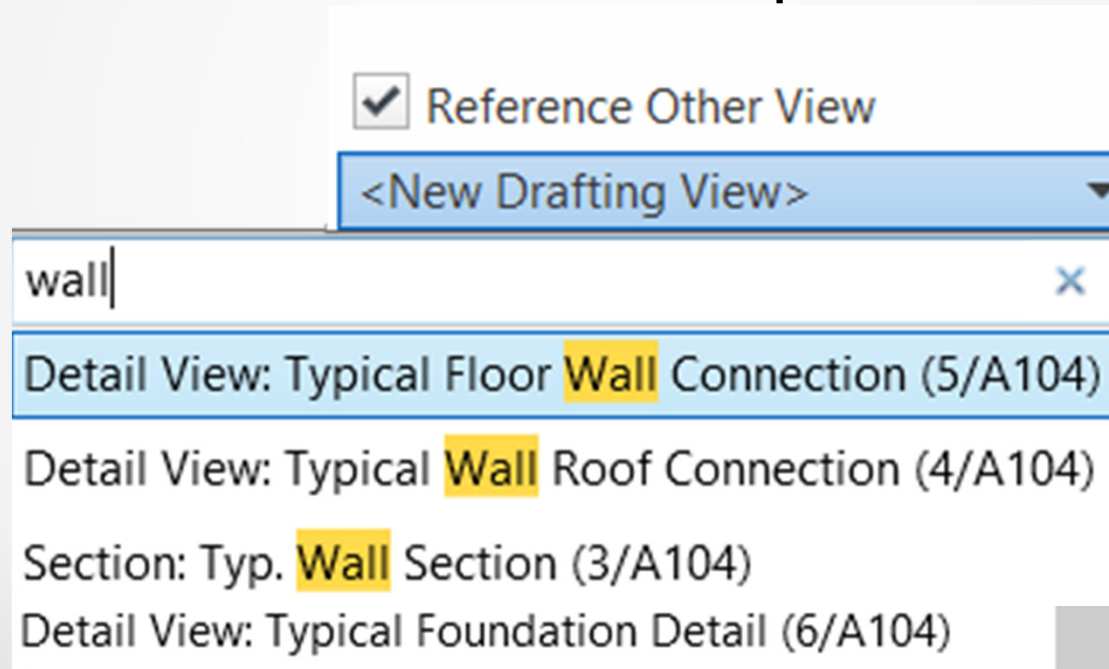 Reference Other View
<New Drafting View>
wall
Detail View: Typical Floor Wall Connection (5/A104)
Detail View: Typical Wall Roof Connection (4/A104)
Section: Typ. Wall Section (3/A104)
Detail View: Typical Foundation Detail (6/A104)